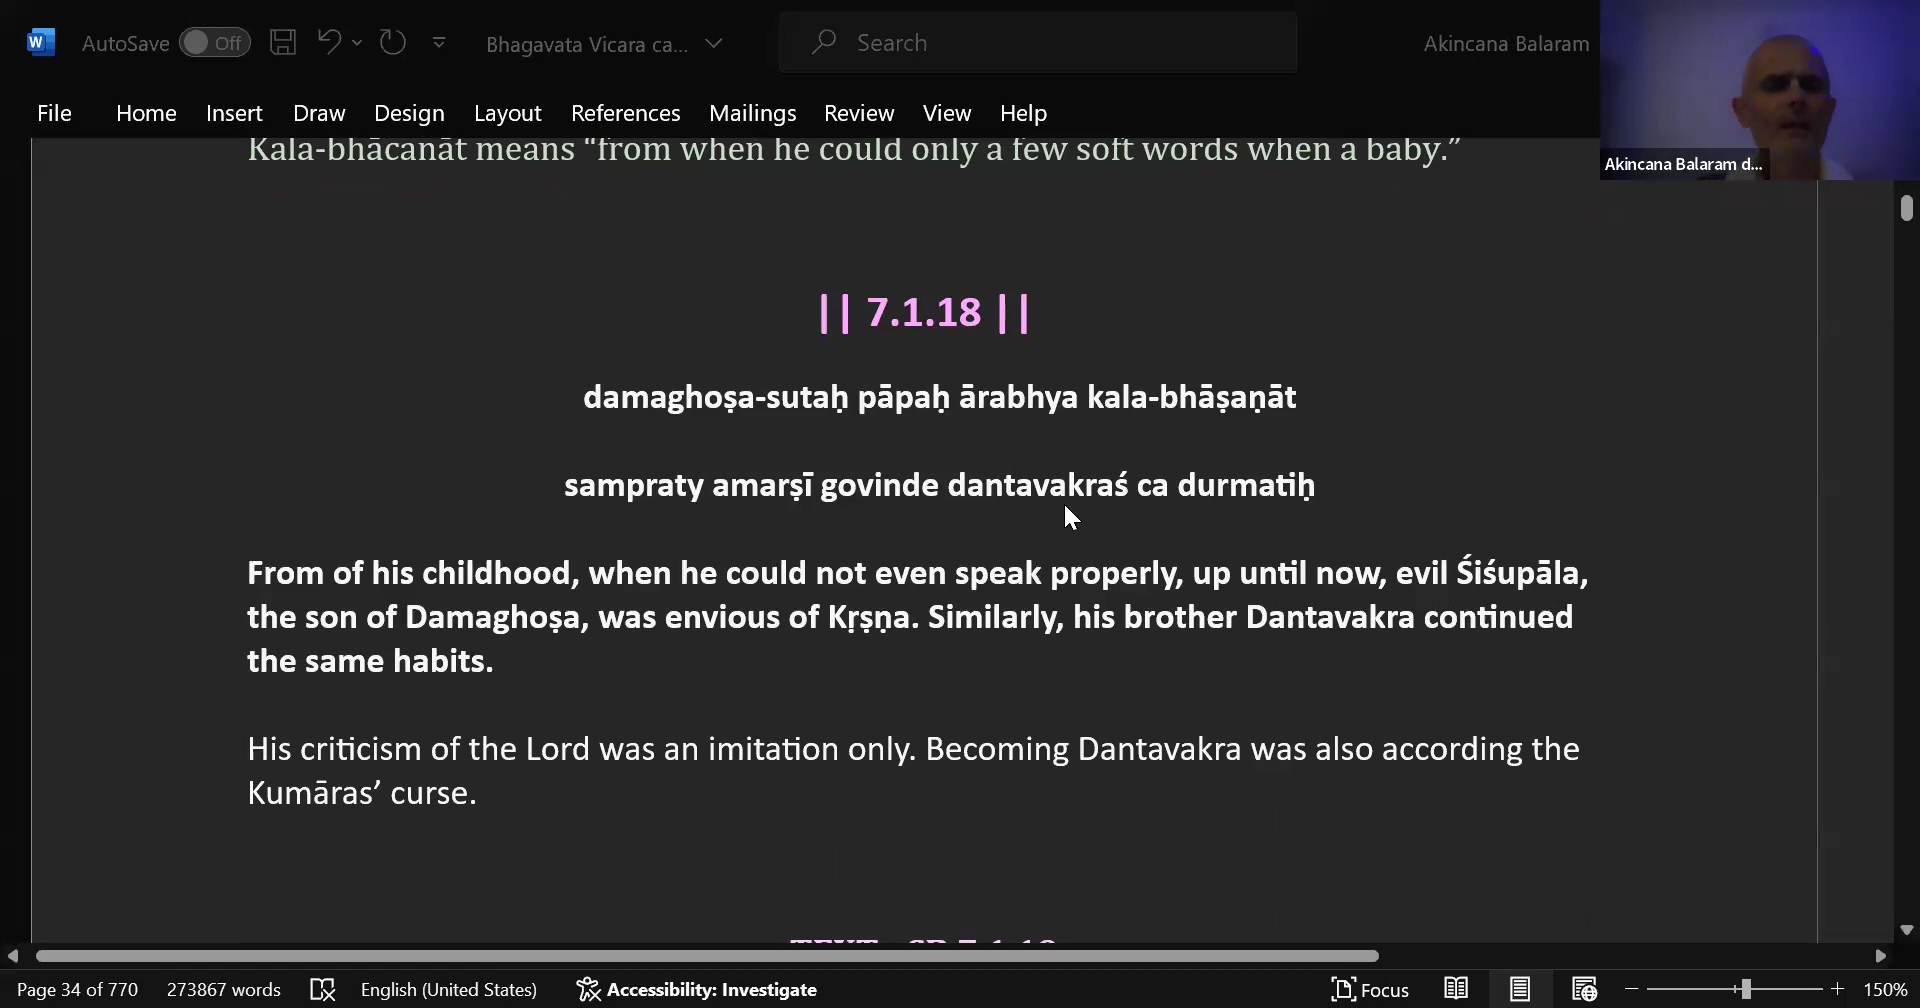 AutoSave Off Bhagavata Vicara ca... Search Akincana Balaram
File Home Insert Draw Design Layout References Mailings Review View Help
Akincana Balaram d...
Kala-bhācanāt means “from when he could only a few soft words when a baby.”
|| 7.1.18 ||
damaghoṣa-sutaḥ pāpaḥ ārabhya kala-bhāṣaṇāt
sampraty amarṣī govinde dantavakraś ca durmatiḥ
From of his childhood, when he could not even speak properly, up until now, evil Śiśupāla,
the son of Damaghoṣa, was envious of Kṛṣṇa. Similarly, his brother Dantavakra continued
the same habits.
His criticism of the Lord was an imitation only. Becoming Dantavakra was also according the
Kumāras’ curse.
Page 34 of 770 273867 words English (United States) Accessibility: Investigate Focus 150%